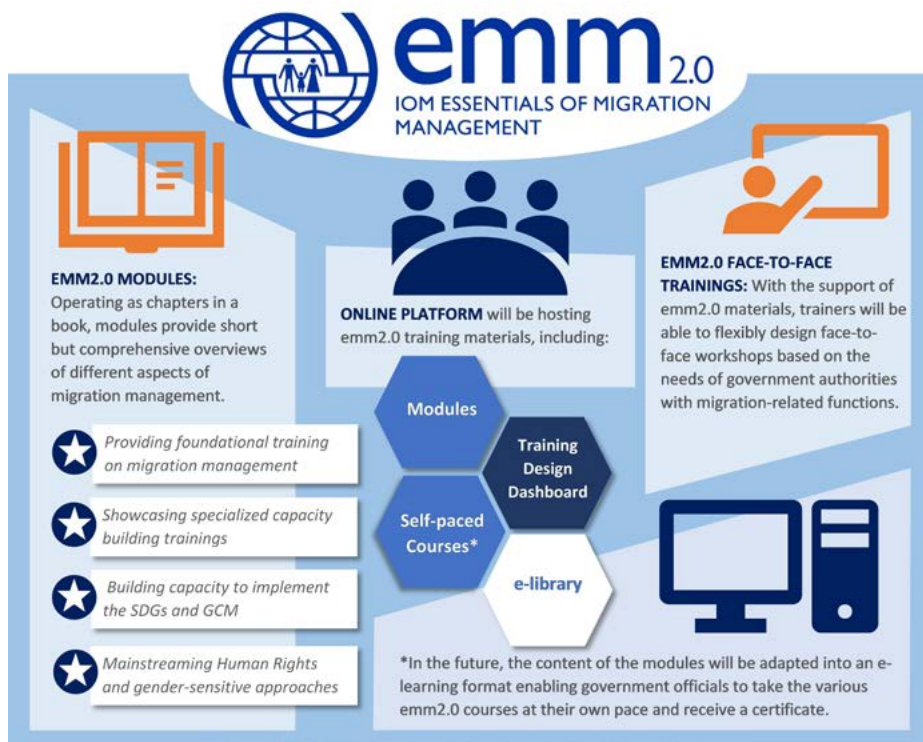 emm2.0
IOM ESSENTIALS OF MIGRATION
MANAGEMENT
EMM2.0 MODULES:
Operating as chapters in a
book, modules provide short
but comprehensive overviews
of different aspects of
migration management.
Providing foundational training
on migration management
Showcasing specialized capacity
building trainings
Building capacity to implement
the SDGs and GCM
Mainstreaming Human Rights
and gender-sensitive approaches
ONLINE PLATFORM will be hosting
emm2.0 training materials, including:
Modules
Training
Design
Dashboard
Self-paced
Courses*
e-library
EMM2.0 FACE-TO-FACE
TRAININGS: With the support of
emm2.0 materials, trainers will be
able to flexibly design face-to-
face workshops based on the
needs of government authorities
with migration-related functions.
*In the future, the content of the modules will be adapted into an e-
learning format enabling government officials to take the various
emm2.0 courses at their own pace and receive a certificate.